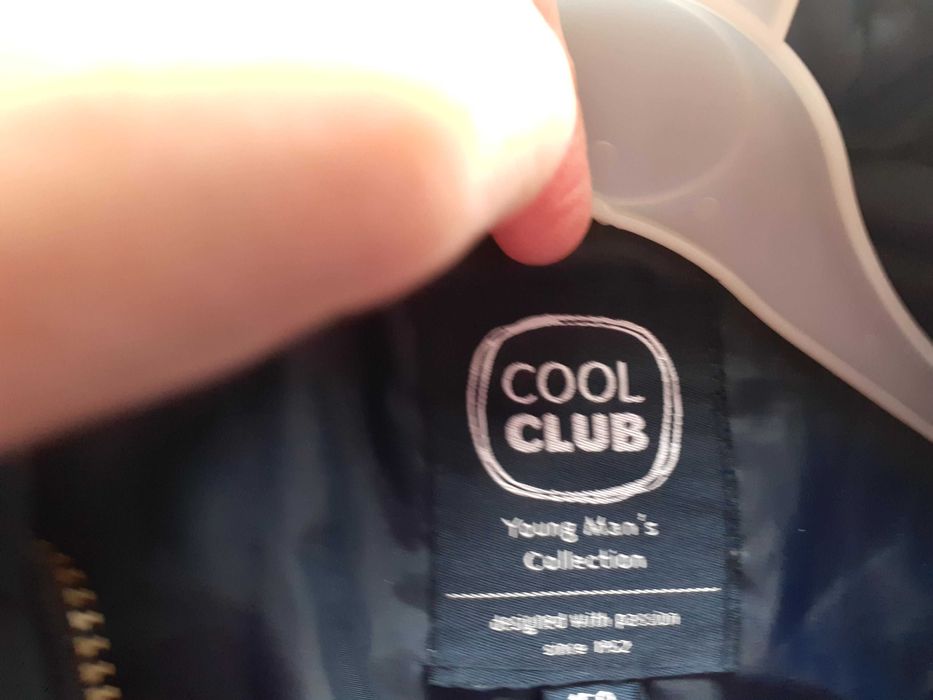 COOL
CLUB
Young Man's
Collection
designed with passion
since 1952